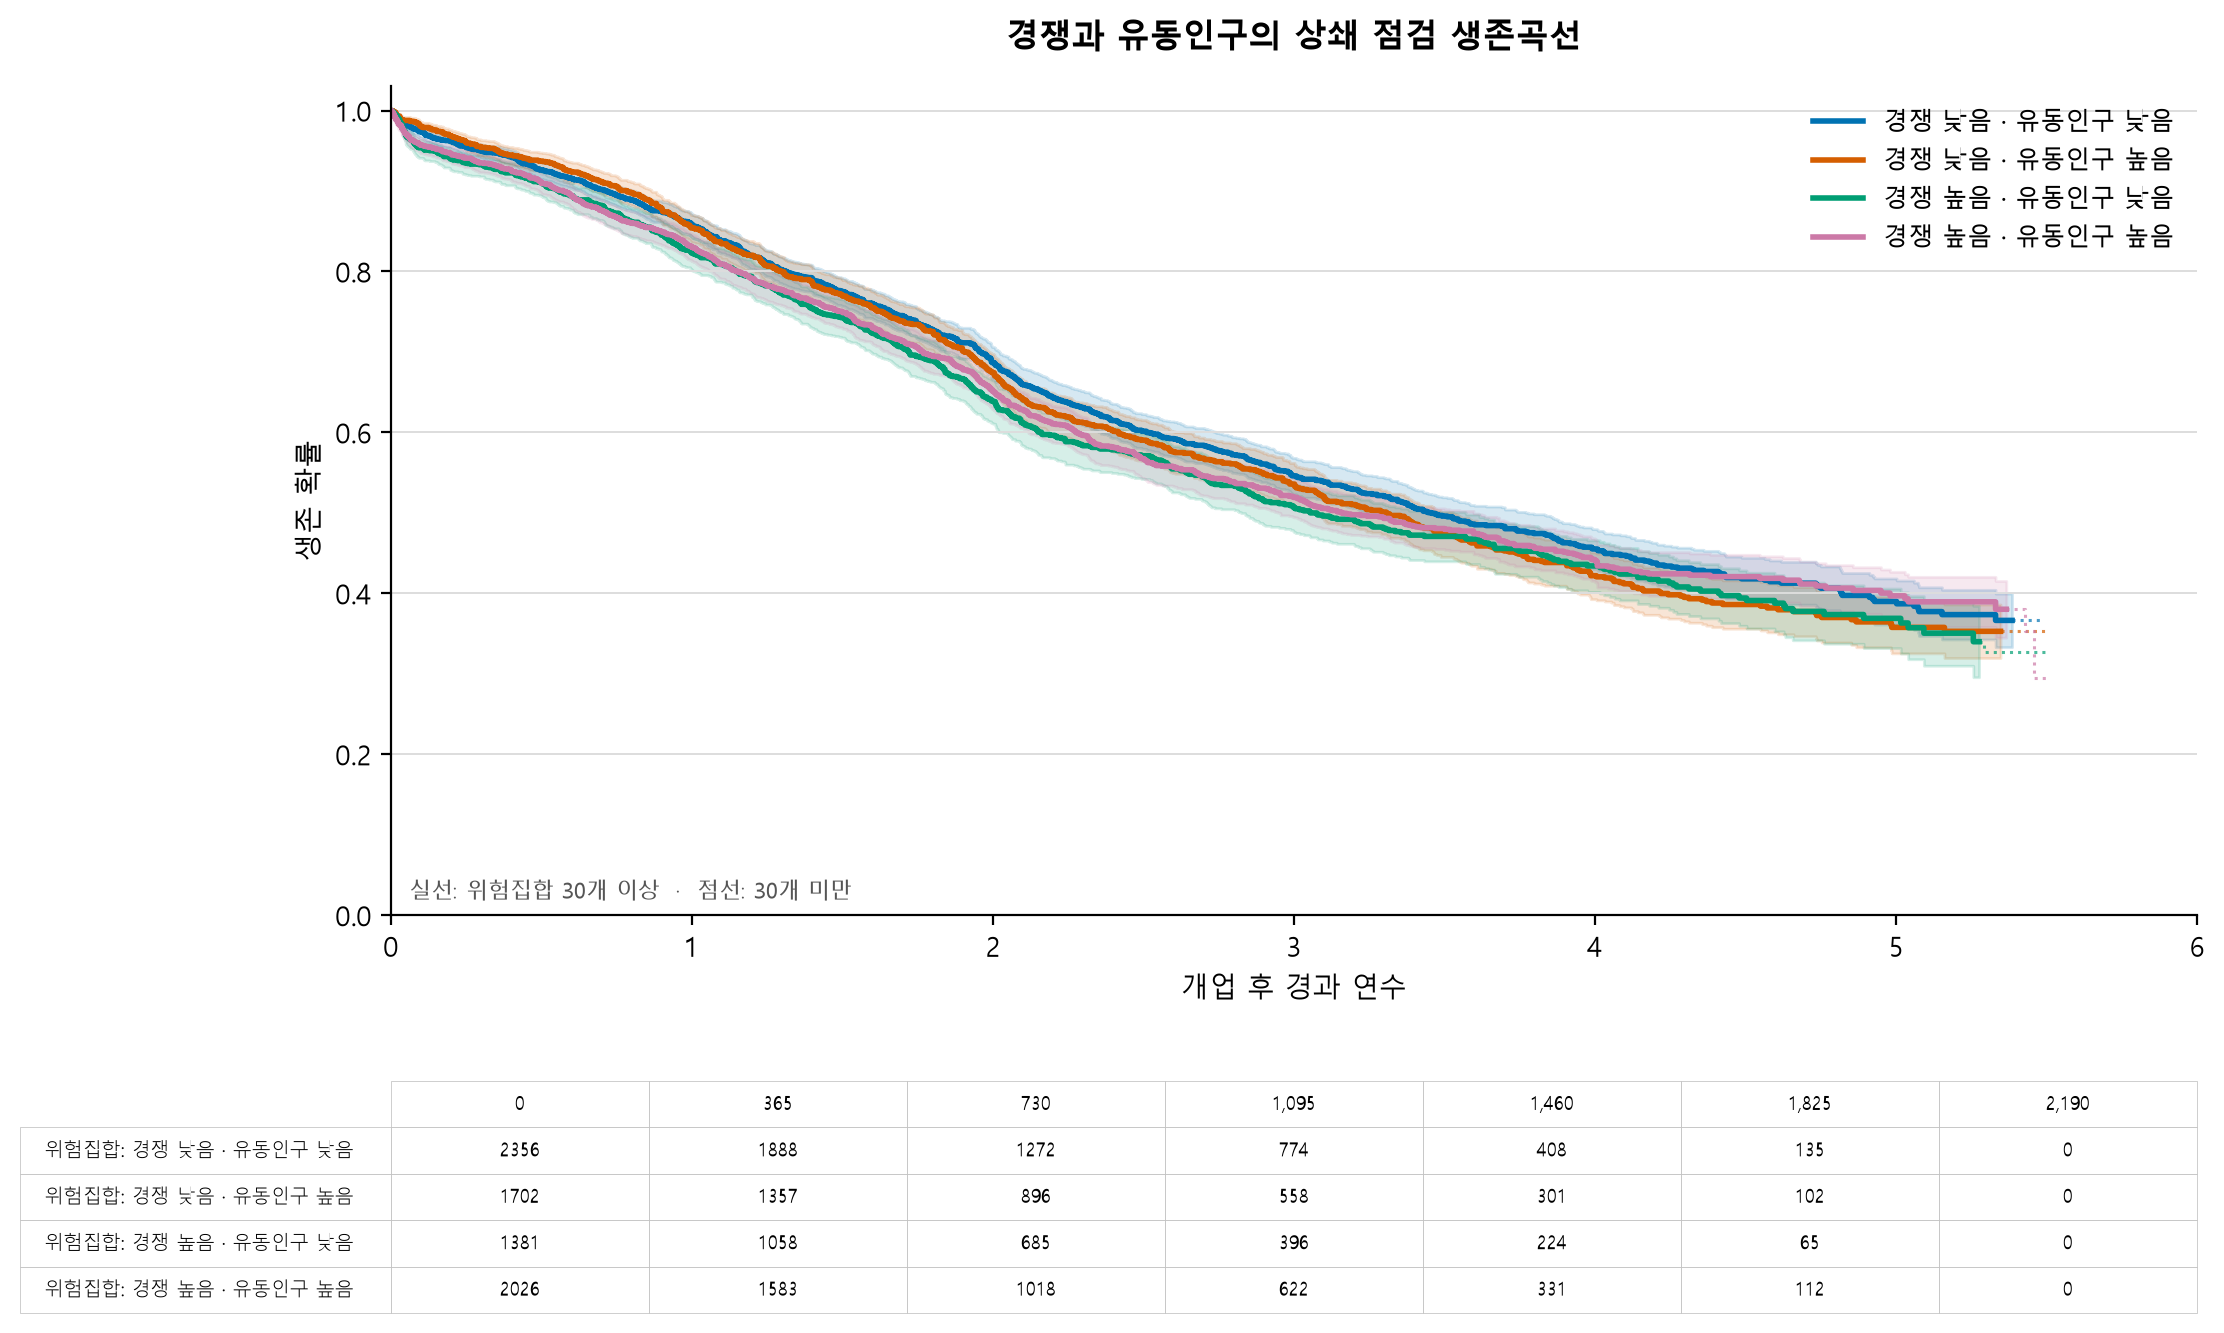 경쟁과 유동인구의 상쇄 점검 생존곡선
경쟁 낮음 · 유동인구 낮음
경쟁 낮음 · 유동인구 높음
경쟁 높음 · 유동인구 낮음
경쟁 높음 · 유동인구 높음
생존 확률
1.0
0.8
0.6
0.4
0.2
0.0
실선: 위험집합 30개 이상 · 점선: 30개 미만
0 1 2 3 4 5 6
개업 후 경과 연수
0 365 730 1,095 1,460 1,825 2,190
위험집합: 경쟁 낮음 · 유동인구 낮음 2356 1888 1272 774 408 135 0
위험집합: 경쟁 낮음 · 유동인구 높음 1702 1357 896 558 301 102 0
위험집합: 경쟁 높음 · 유동인구 낮음 1381 1058 685 396 224 65 0
위험집합: 경쟁 높음 · 유동인구 높음 2026 1583 1018 622 331 112 0